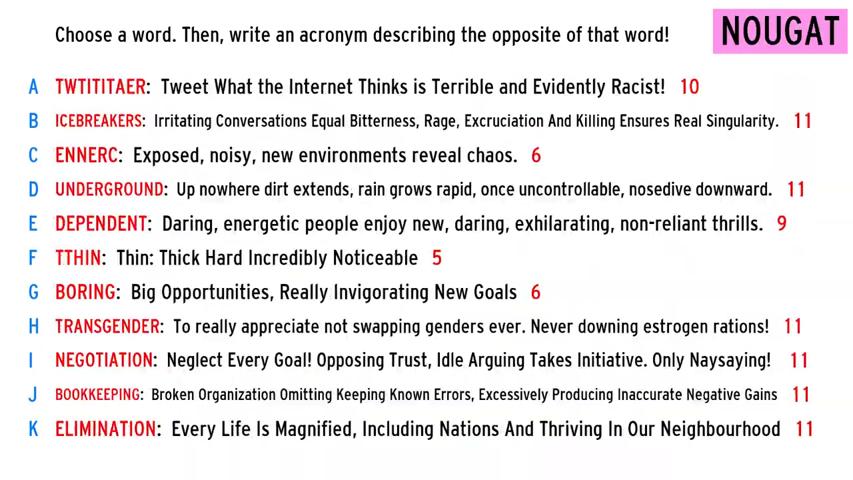 Choose a word. Then, write an acronym describing the opposite of that word! NOUGAT
A TWTITITAER: Tweet What the Internet Thinks is Terrible and Evidently Racist! 10
B ICEBREAKERS: Irritating Conversations Equal Bitterness, Rage, Excruciation And Killing Ensures Real Singularity. 11
C ENNERC: Exposed, noisy, new environments reveal chaos. 6
D UNDERGROUND: Up nowhere dirt extends, rain grows rapid, once uncontrollable, nosedive downward. 11
E DEPENDENT: Daring, energetic people enjoy new, daring, exhilarating, non-reliant thrills. 9
F TTHIN: Thin: Thick Hard Incredibly Noticeable 5
G BORING: Big Opportunities, Really Invigorating New Goals 6
H TRANSGENDER: To really appreciate not swapping genders ever. Never downing estrogen rations! 11
I NEGOTIATION: Neglect Every Goal! Opposing Trust, Idle Arguing Takes Initiative. Only Naysaying! 11
J BOOKKEEPING: Broken Organization Omitting Keeping Known Errors, Excessively Producing Inaccurate Negative Gains 11
K ELIMINATION: Every Life Is Magnified, Including Nations And Thriving In Our Neighbourhood 11